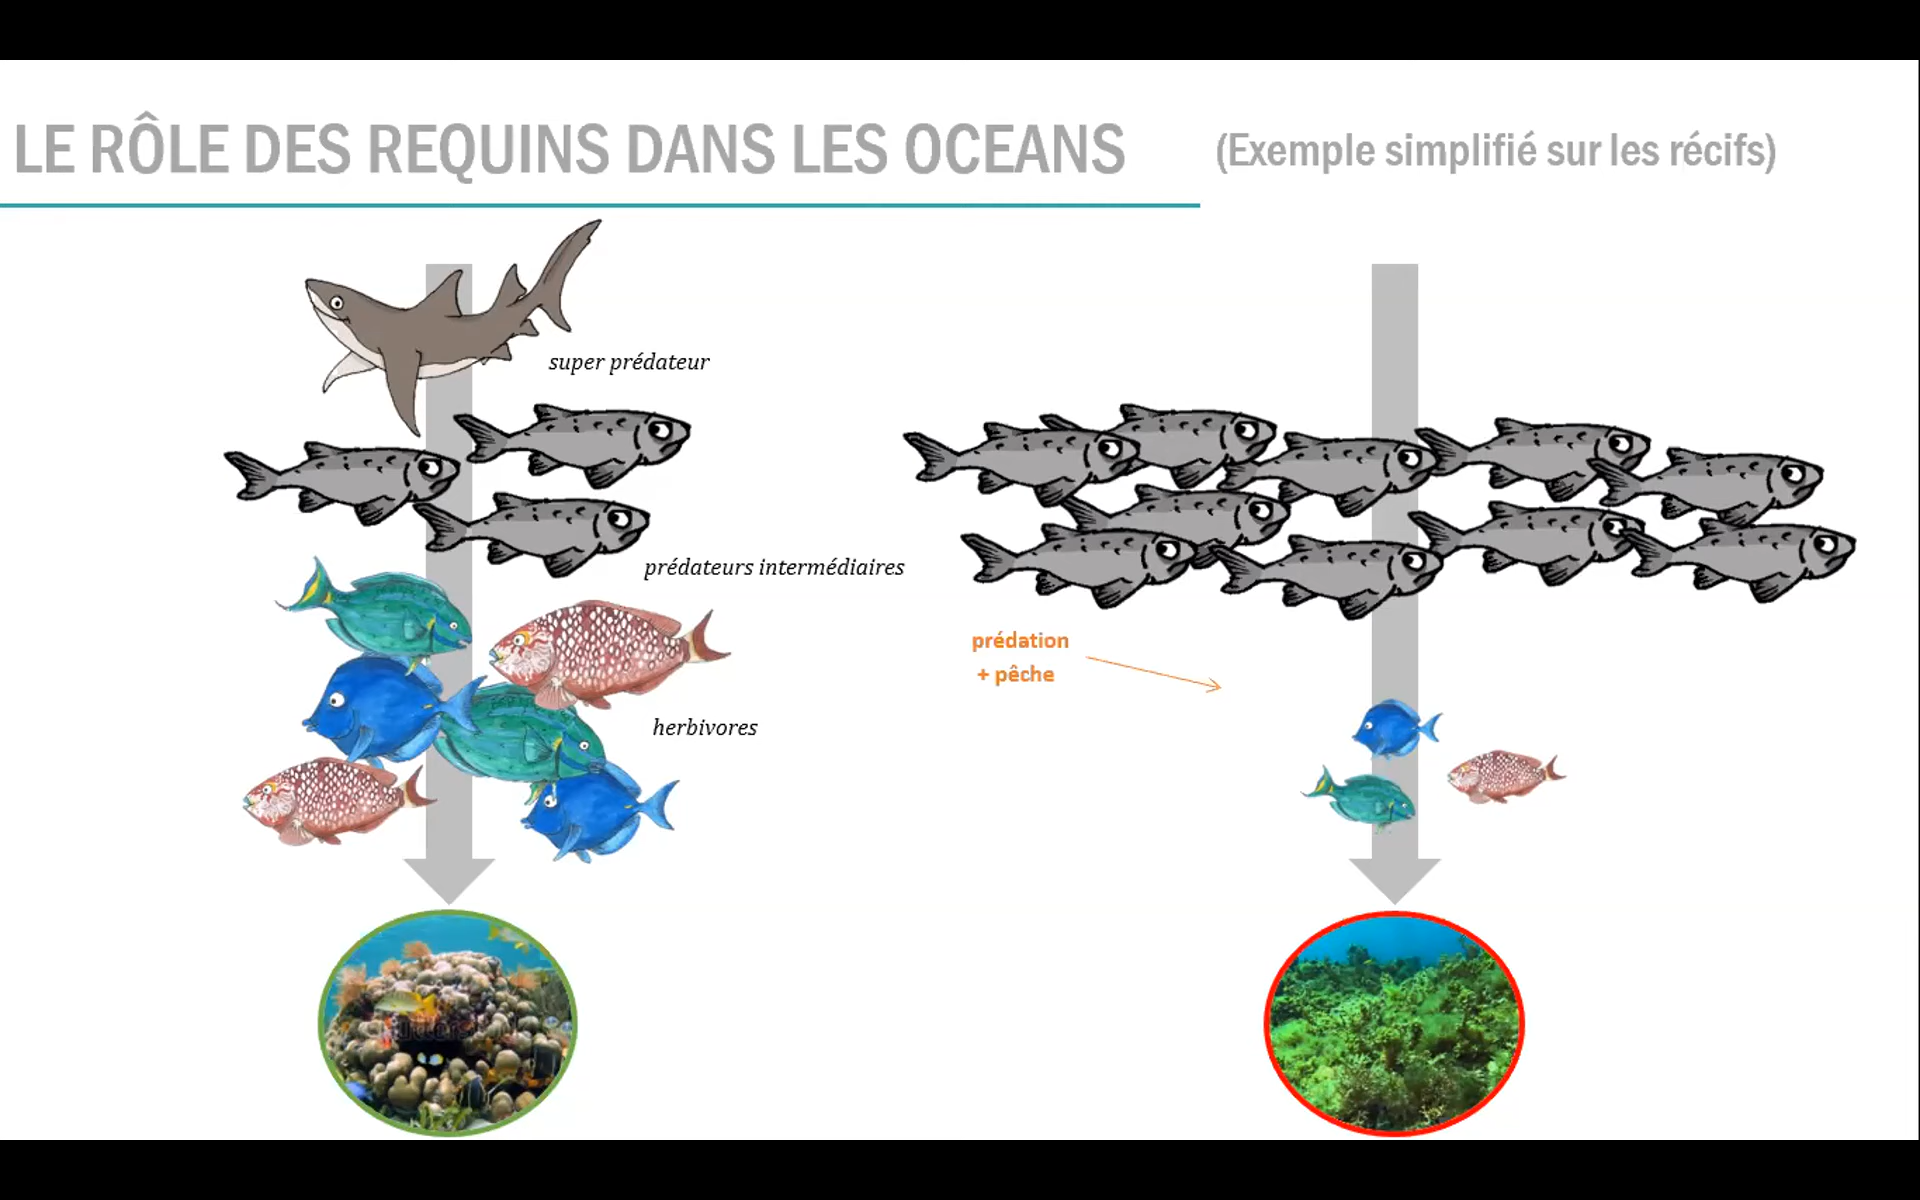 LE RÔLE DES REQUINS DANS LES OCEANS
(Exemple simplifié sur les récifs)
super prédateur
prédateurs intermédiaires
prédation
+ pêche
herbivores